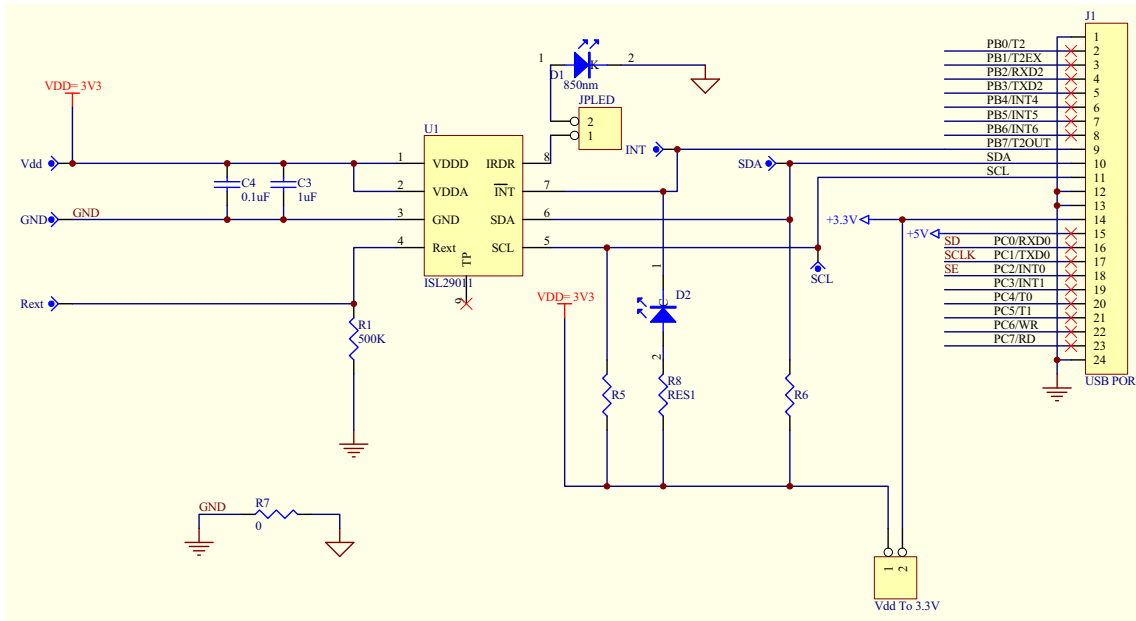 J1
1
PB0/T2 2
PB1/T2EX 3
PB2/RXD2 4
PB3/TXD2 5
PB4/INT4 6
PB5/INT5 7
PB6/INT6 8
PB7/T2OUT 9
SDA 10
SCL 11
12
13
14
15
SD PC0/RXD0 16
SCLK PC1/TXD0 17
SE PC2/INT0 18
PC3/INT1 19
PC4/T0 20
PC5/T1 21
PC6/WR 22
PC7/RD 23
24
USB POR
1 K 2
D1
850nm
JPLED
2
1
VDD= 3V3
Vdd
C4
0.1uF
C3
1uF
GND GND
Rext
U1
1 VDDD IRDR 8
2 VDDA INT 7
3 GND SDA 6
4 Rext SCL 5
TP
9
ISL29011
INT
SDA
SCL
+3.3V
+5V
R1
500K
VDD= 3V3
1
D2
2
R5
R8
RES1
R6
GND R7
0
1 2
Vdd To 3.3V